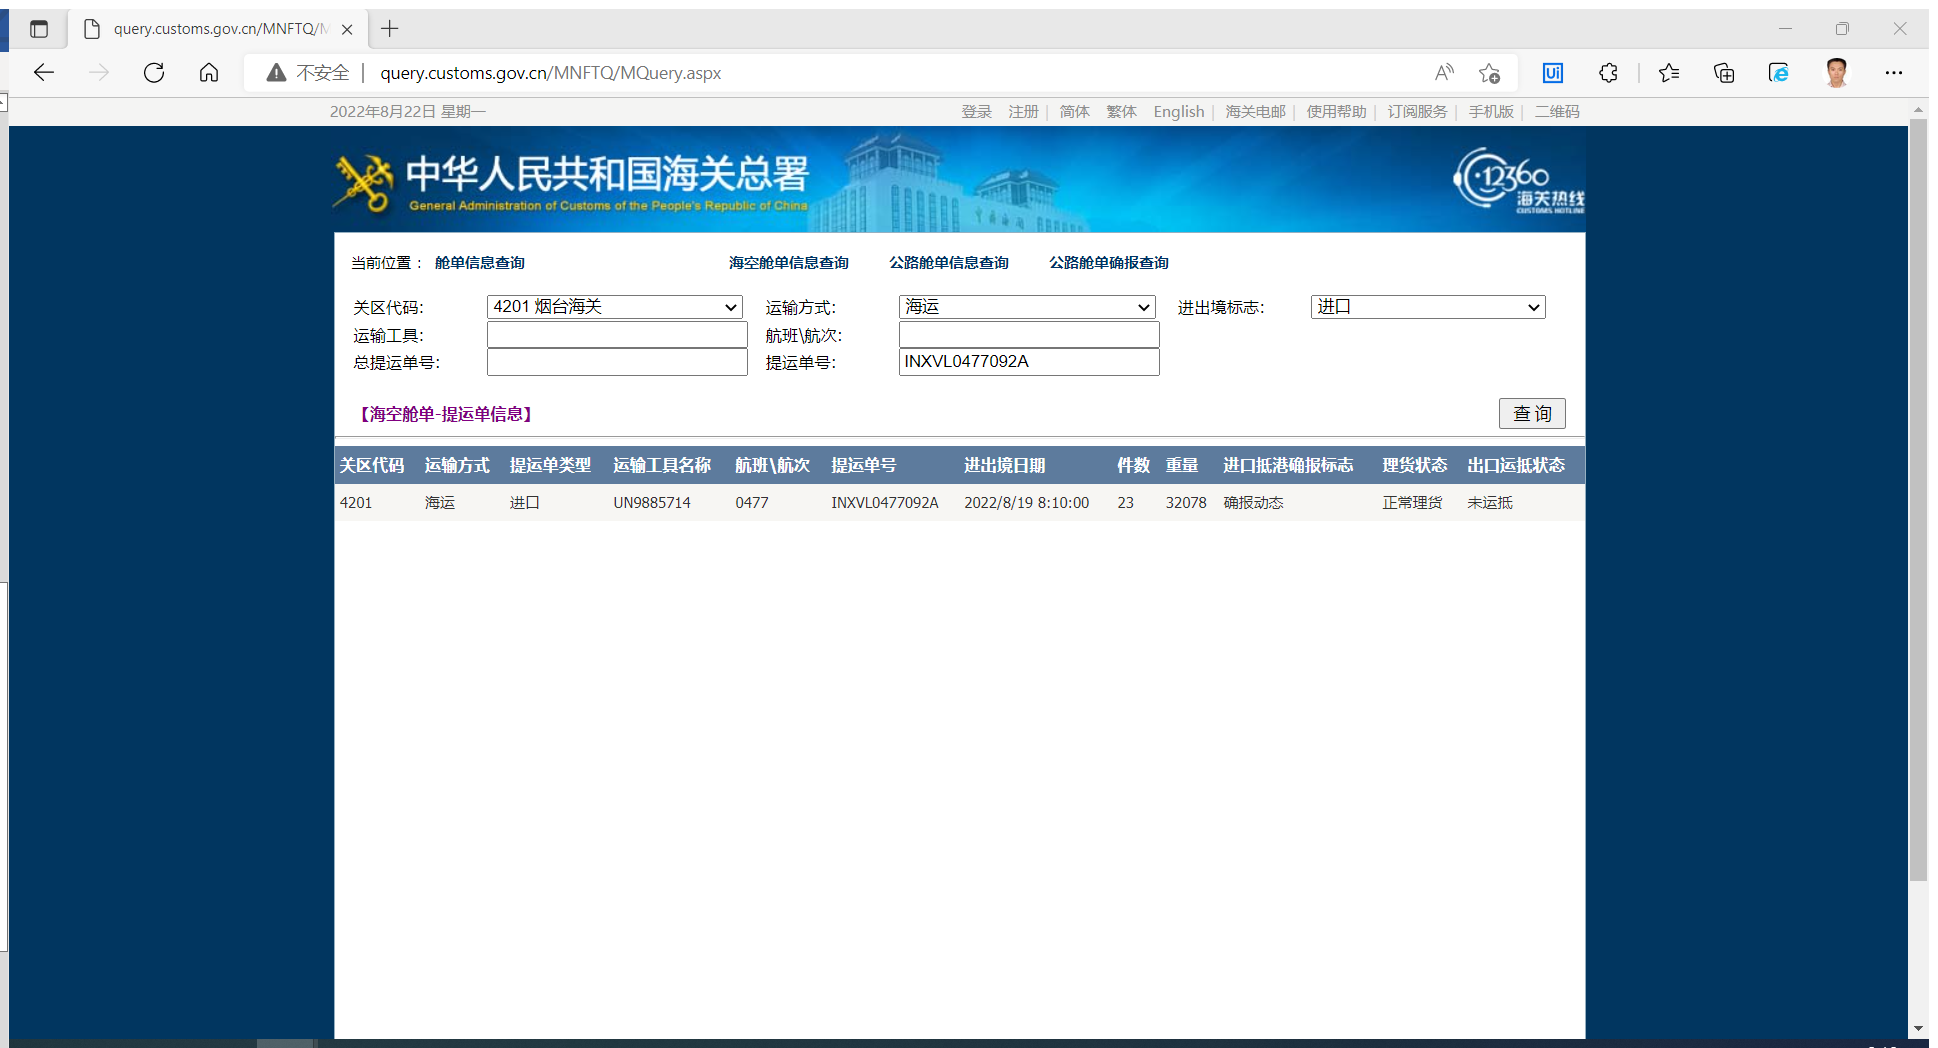 query.customs.gov.cn/MNFTQ/M
不安全 | query.customs.gov.cn/MNFTQ/MQuery.aspx
2022年8月22日 星期一 登录 注册 | 简体 繁体 English | 海关电邮 | 使用帮助 | 订阅服务 | 手机版 | 二维码
中华人民共和国海关总署
General Administration of Customs of the People's Republic of China
12360
海关热线
CUSTOMS HOTLINE
当前位置： 舱单信息查询 海空舱单信息查询 公路舱单信息查询 公路舱单确报查询
关区代码: 4201 烟台海关 运输方式: 海运 进出境标志: 进口
运输工具: 航班\航次:
总提运单号: 提运单号: INXVL0477092A
【海空舱单-提运单信息】 查 询
关区代码 运输方式 提运单类型 运输工具名称 航班\航次 提运单号 进出境日期 件数 重量 进口抵港确报标志 理货状态 出口运抵状态
4201 海运 进口 UN9885714 0477 INXVL0477092A 2022/8/19 8:10:00 23 32078 确报动态 正常理货 未运抵